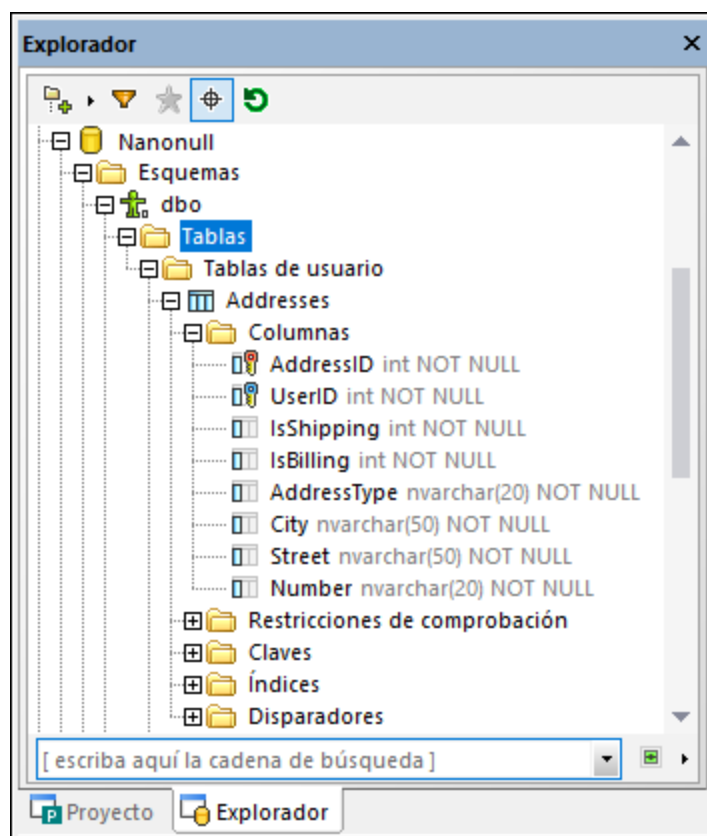 Explorador
Nanonull
Esquemas
dbo
Tablas
Tablas de usuario
Addresses
Columnas
AddressID int NOT NULL
UserID int NOT NULL
IsShipping int NOT NULL
IsBilling int NOT NULL
AddressType nvarchar(20) NOT NULL
City nvarchar(50) NOT NULL
Street nvarchar(50) NOT NULL
Number nvarchar(20) NOT NULL
Restricciones de comprobación
Claves
Índices
Disparadores
[ escriba aquí la cadena de búsqueda ]
Proyecto Explorador